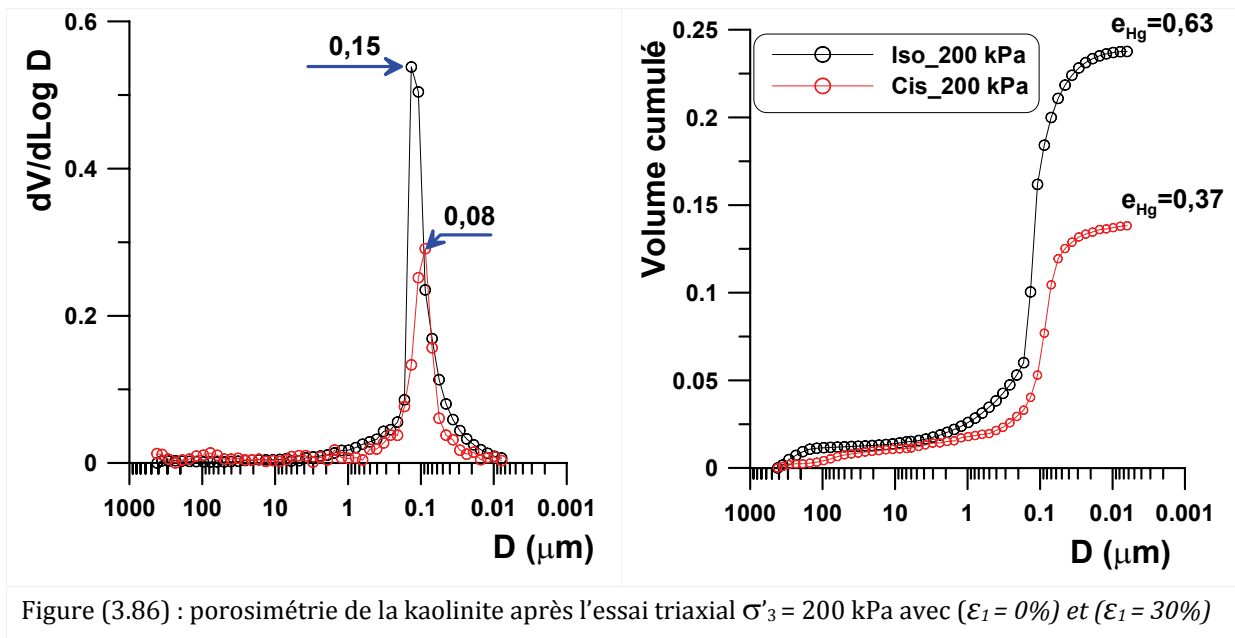 0.6
0.4
0.2
0
dV/dLog D
0,15
0,08
1000 100 10 1 0.1 0.01 0.001
D (μm)
0.25
0.2
0.15
0.1
0.05
0
Volume cumulé
Iso_200 kPa
Cis_200 kPa
eHg=0,63
eHg=0,37
1000 100 10 1 0.1 0.01 0.001
D (μm)
Figure (3.86) : porosimétrie de la kaolinite après l'essai triaxial σ'3 = 200 kPa avec (ε1 = 0%) et (ε1 = 30%)